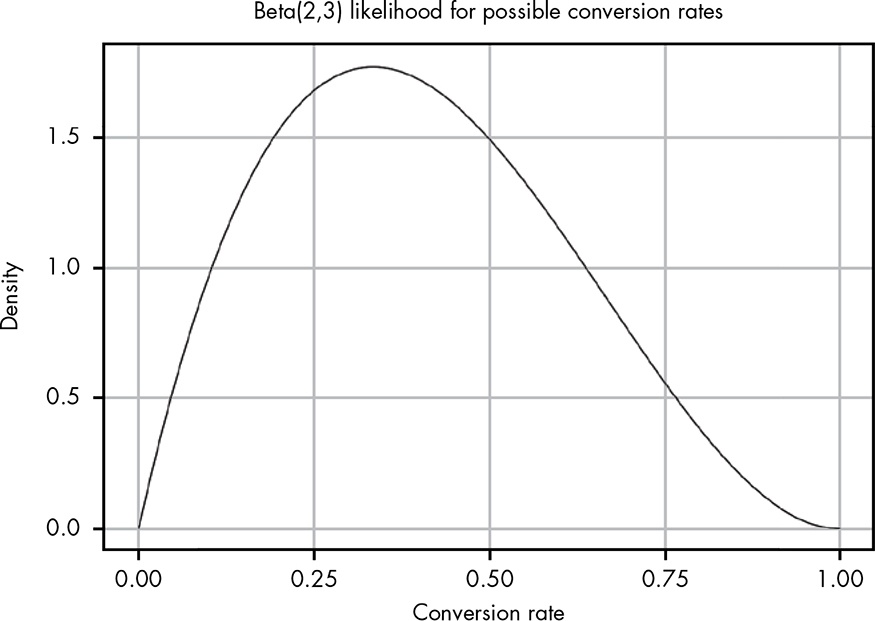 Beta(2,3) likelihood for possible conversion rates
Density
1.5
1.0
0.5
0.0
0.00 0.25 0.50 0.75 1.00
Conversion rate